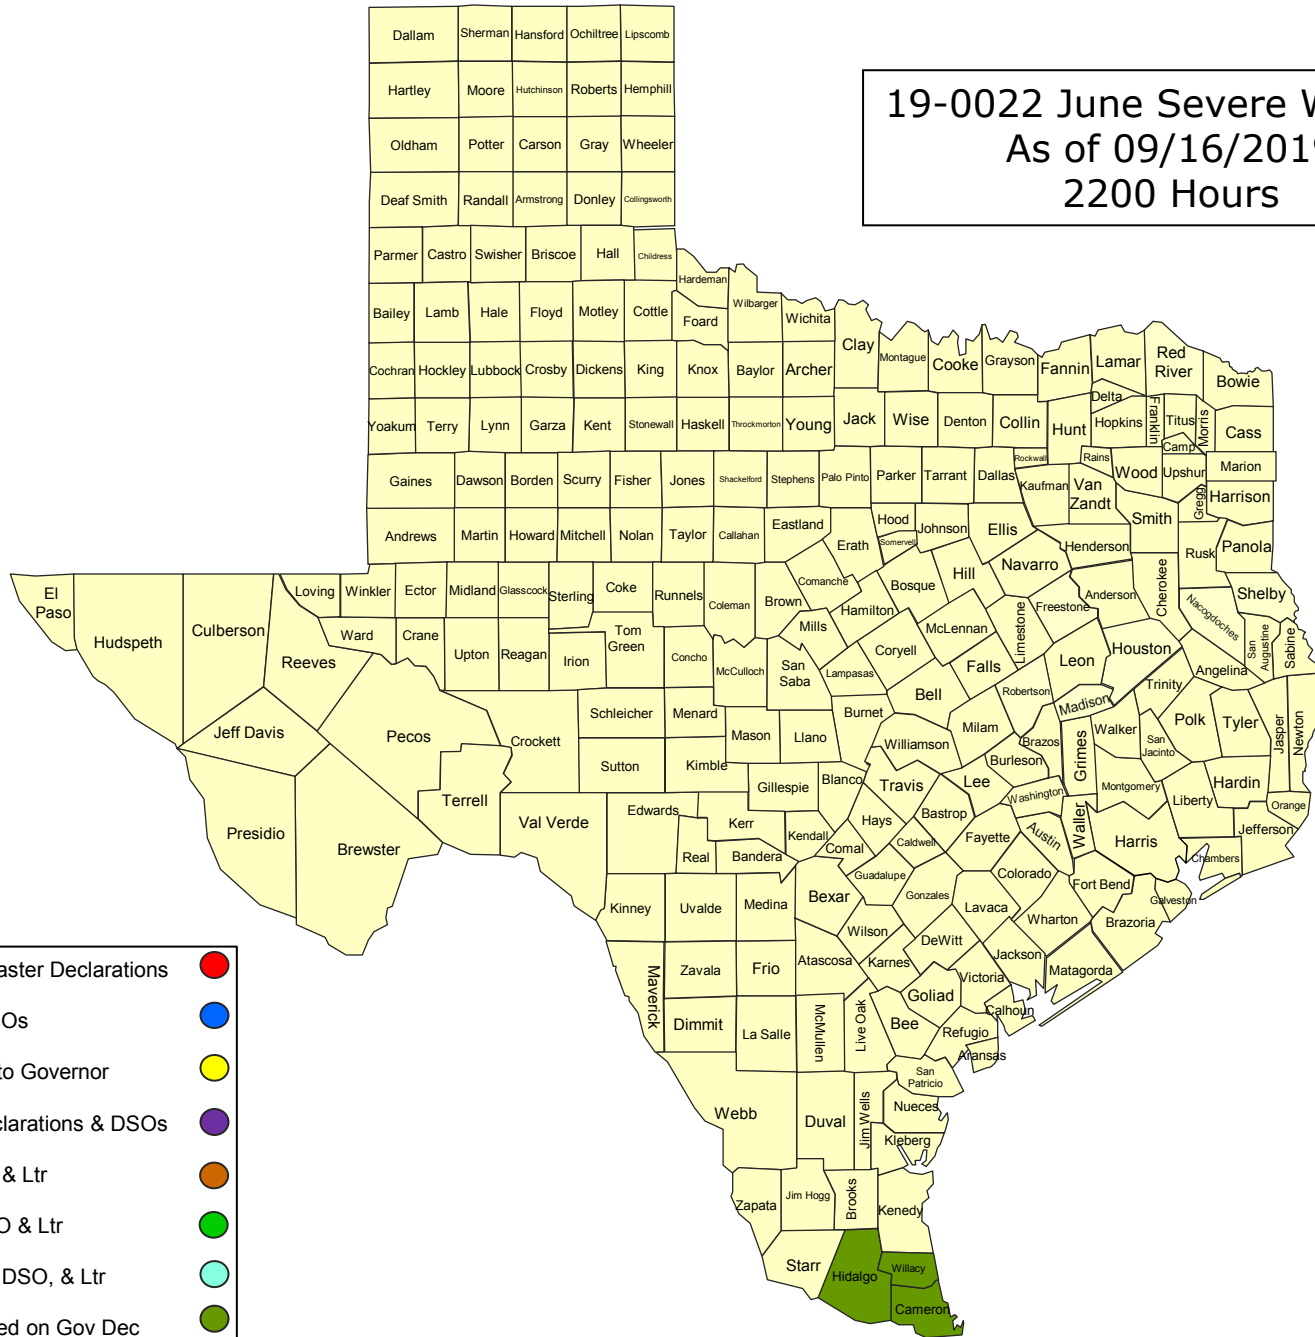 Dallam Sherman Hansford Ochiltree Lipscomb
Hartley Moore Hutchinson Roberts Hemphill
19-0022 June Severe
As of 09/16/201
2200 Hours
Oldham Potter Carson Gray Wheeler
Deaf Smith Randall Armstrong Donley Collingsworth
Parmer Castro Swisher Briscoe Hall Childress
Hardeman
Bailey Lamb Hale Floyd Motley Cottle Foard Wilbarger Wichita
Clay Montague Cooke Grayson Fannin Lamar Red River Bowie
Cochran Hockley Lubbock Crosby Dickens King Knox Baylor Archer
Delta
Yoakum Terry Lynn Garza Kent Stonewall Haskell Throckmorton Young Jack Wise Denton Collin Hunt Hopkins Franklin Titus Morris Cass
Camp
Rockwall Rains
Gaines Dawson Borden Scurry Fisher Jones Shackelford Stephens Palo Pinto Parker Tarrant Dallas Kaufman Van Zandt Wood Upshur Marion
Gregg Harrison
Andrews Martin Howard Mitchell Nolan Taylor Callahan Eastland Erath Hood Somervell Johnson Ellis Henderson Smith Rusk Panola
El Paso Hudspeth Culberson Loving Winkler Ector Midland Glasscock Sterling Coke Runnels Coleman Brown Comanche Hamilton Bosque Hill Navarro Freestone Anderson Cherokee Nacogdoches Shelby
Reeves Ward Crane Upton Reagan Irion Tom Green Concho McCulloch San Saba Mills Lampasas Coryell McLennan Limestone Falls Leon Houston Angelina San Augustine Sabine
Jeff Davis Pecos Crockett Schleicher Menard Mason Llano Burnet Bell Milam Robertson Madison Trinity Polk Tyler Jasper Newton
Sutton Kimble Williamson Brazos Grimes Walker San Jacinto
Presidio Brewster Terrell Val Verde Edwards Gillespie Blanco Travis Lee Burleson Washington Montgomery Liberty Hardin Orange
Kerr Kendall Hays Bastrop Waller Harris Jefferson
Real Bandera Comal Caldwell Fayette Austin Chambers
Kinney Uvalde Medina Bexar Guadalupe Gonzales Colorado Fort Bend Galveston
Lavaca Wharton Brazoria
Wilson DeWitt
Maverick Zavala Frio Atascosa Karnes Jackson Matagorda
Victoria
Goliad
Dimmit La Salle McMullen Live Oak Bee Refugio Calhoun
Aransas
San Patricio
Webb Duval Jim Wells Nueces
Kleberg
Zapata Jim Hogg Brooks Kenedy
Starr Hidalgo Willacy
Cameron
aster Declarations
Os
to Governor
clarations & DSOs
& Ltr
O & Ltr
DSO, & Ltr
ed on Gov Dec